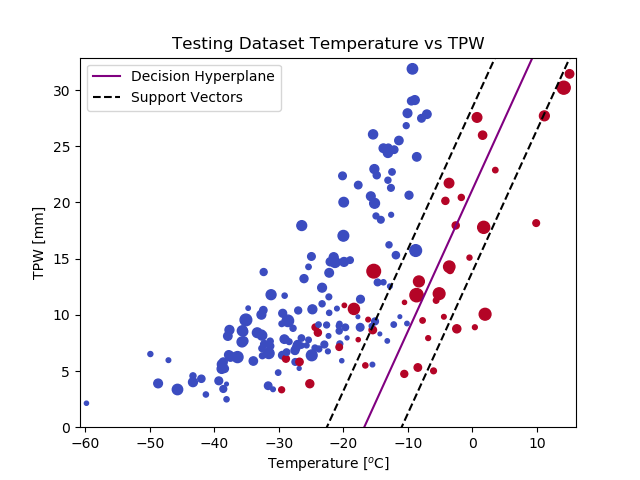 Testing Dataset Temperature vs TPW
Decision Hyperplane
Support Vectors
TPW [mm]
30
25
20
15
10
5
0
−60 −50 −40 −30 −20 −10 0 10
Temperature [°C]